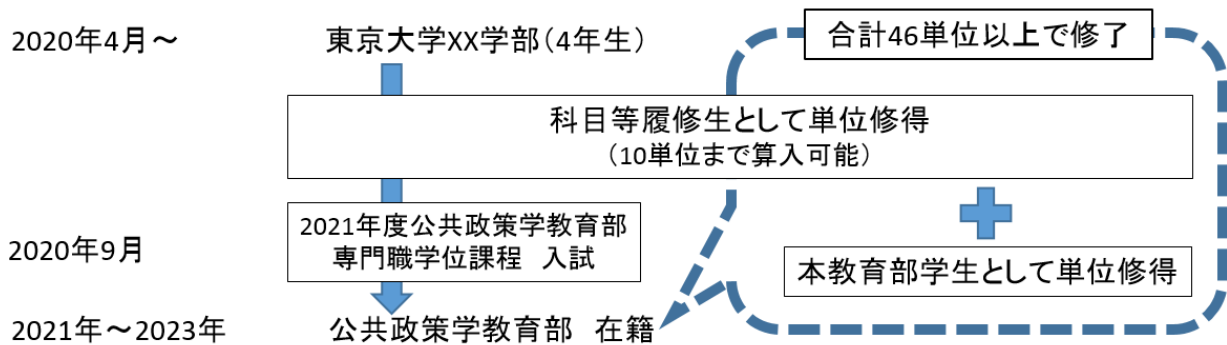 2020年4月～
東京大学XX学部（4年生）
合計46単位以上で修了
科目等履修生として単位修得
（10単位まで算入可能）
2020年9月
2021年度公共政策学教育部
専門職学位課程　入試
本教育部学生として単位修得
2021年～2023年
公共政策学教育部　在籍